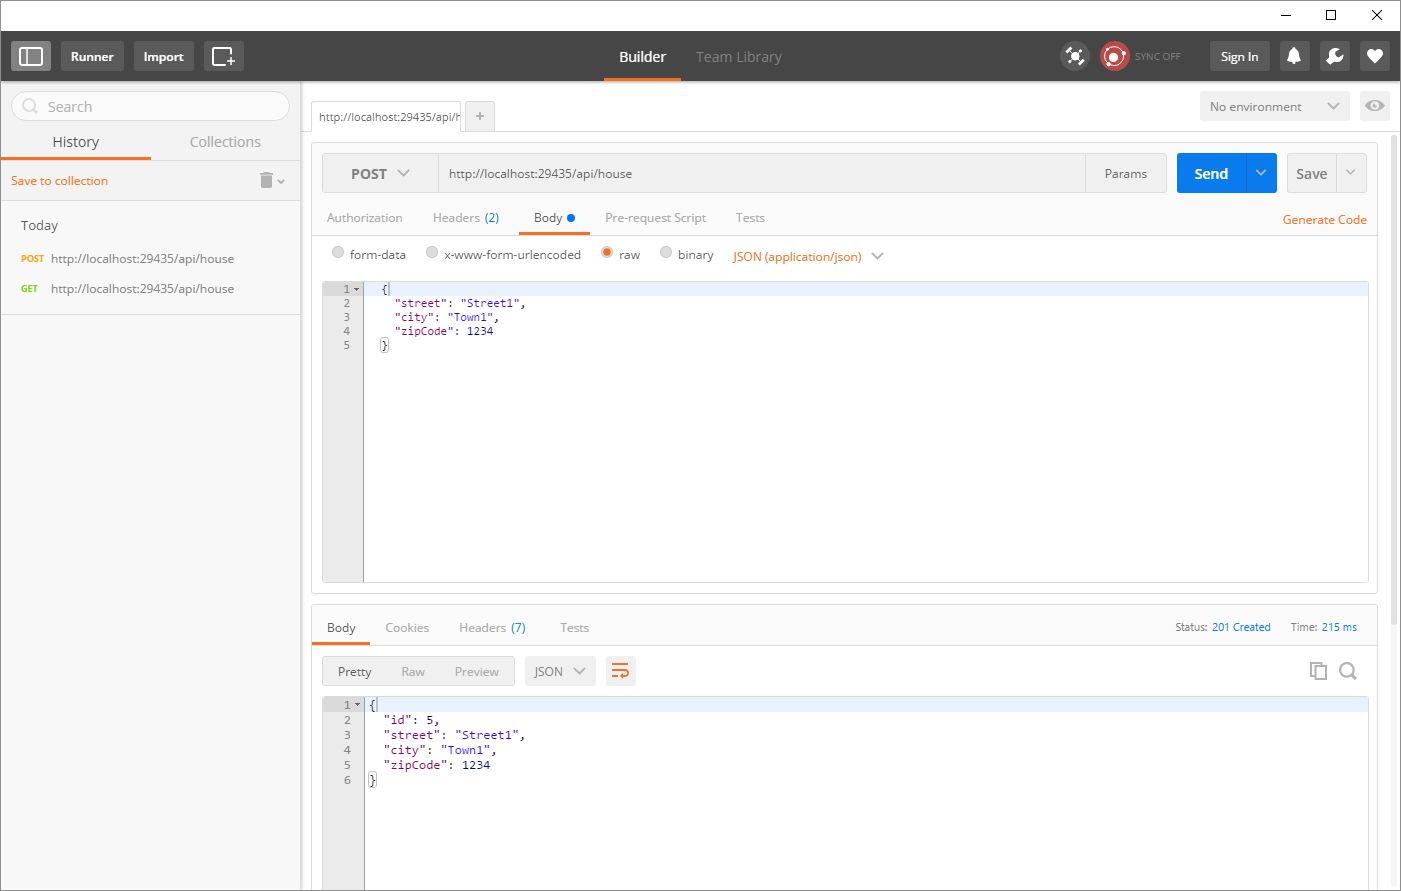 Runner
Import
Builder
Team Library
SYNC OFF
Sign In
Search
History
Collections
Save to collection
Today
POST http://localhost:29435/api/house
GET http://localhost:29435/api/house
http://localhost:29435/api/h
+
No environment
POST
http://localhost:29435/api/house
Params
Send
Save
Authorization
Headers (2)
Body
Pre-request Script
Tests
Generate Code
form-data
x-www-form-urlencoded
raw
binary
JSON (application/json)
1 {
2 "street": "Street1",
3 "city": "Town1",
4 "zipCode": 1234
5 }
Body
Cookies
Headers (7)
Tests
Status: 201 Created
Time: 215 ms
Pretty
Raw
Preview
JSON
1 {
2 "id": 5,
3 "street": "Street1",
4 "city": "Town1",
5 "zipCode": 1234
6 }